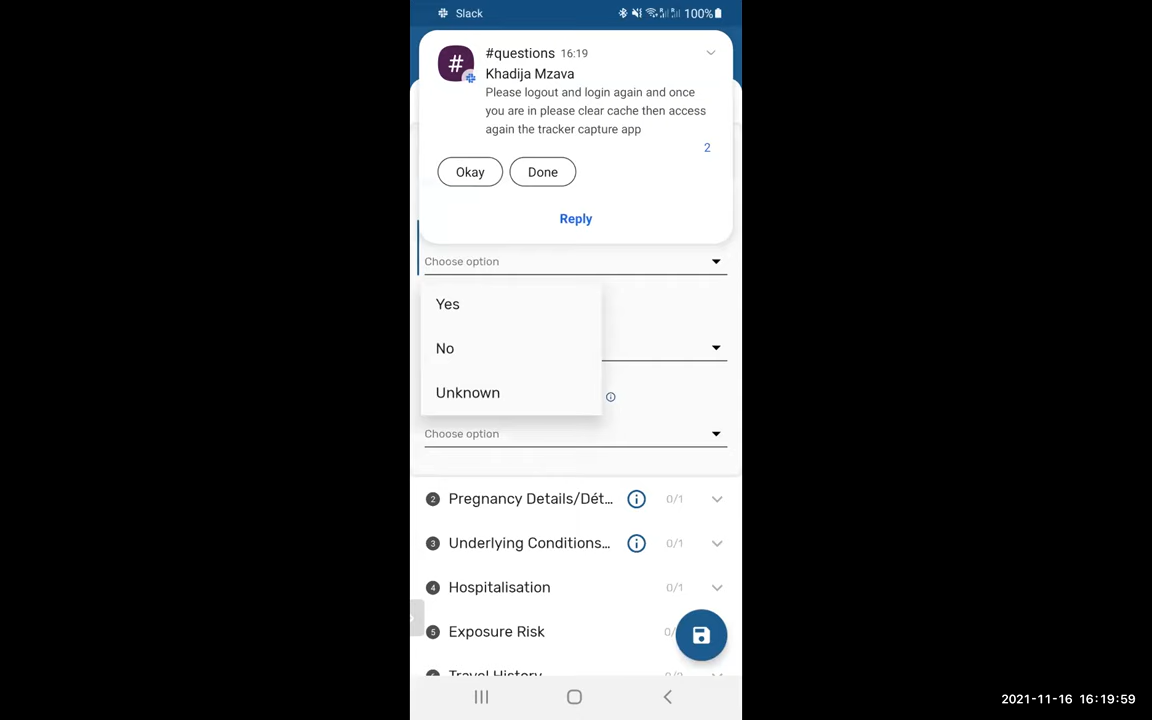 Slack
100%
#questions 16:19
Khadija Mzava
Please logout and login again and once
you are in please clear cache then access
again the tracker capture app
2
Okay
Done
Reply
Choose option
Yes
No
Unknown
Choose option
2 Pregnancy Details/Dét... 0/1
3 Underlying Conditions... 0/1
4 Hospitalisation 0/1
5 Exposure Risk 0/
Travel History
2021-11-16 16:19:59